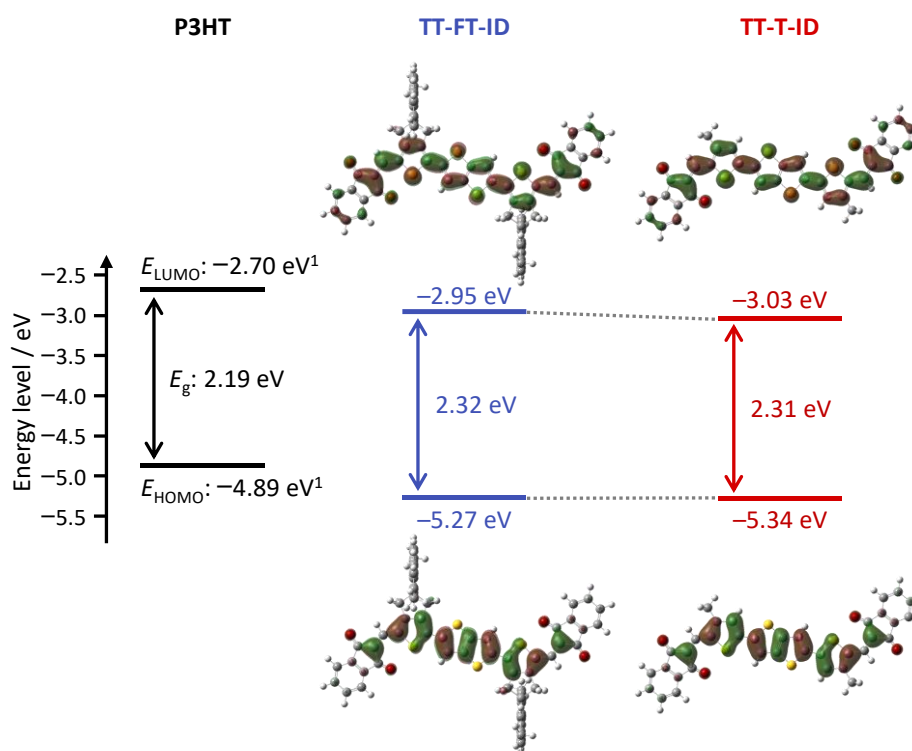 P3HT
TT-FT-ID
TT-T-ID
Energy level / eV
−2.5
−3.0
−3.5
−4.0
−4.5
−5.0
−5.5
E_LUMO: −2.70 eV¹
E_g: 2.19 eV
E_HOMO: −4.89 eV¹
−2.95 eV
2.32 eV
−5.27 eV
−3.03 eV
2.31 eV
−5.34 eV